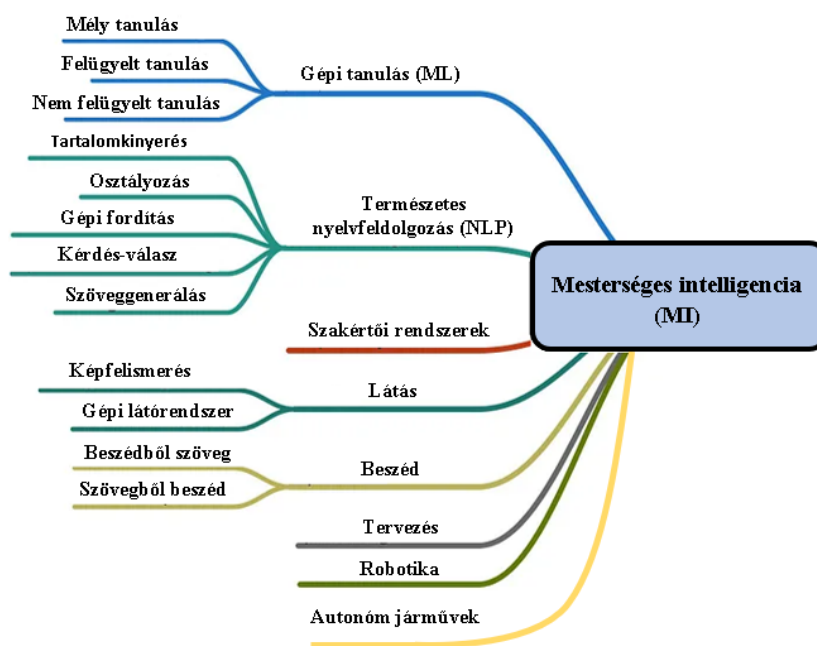 Mély tanulás
Felügyelt tanulás
Nem felügyelt tanulás
Gépi tanulás (ML)
Tartalomkinyerés
Osztályozás
Gépi fordítás
Kérdés-válasz
Szöveggenerálás
Természetes
nyelvfeldolgozás (NLP)
Mesterséges intelligencia
(MI)
Szakértői rendszerek
Képfelismerés
Gépi látórendszer
Látás
Beszédből szöveg
Szövegből beszéd
Beszéd
Tervezés
Robotika
Autonóm járművek